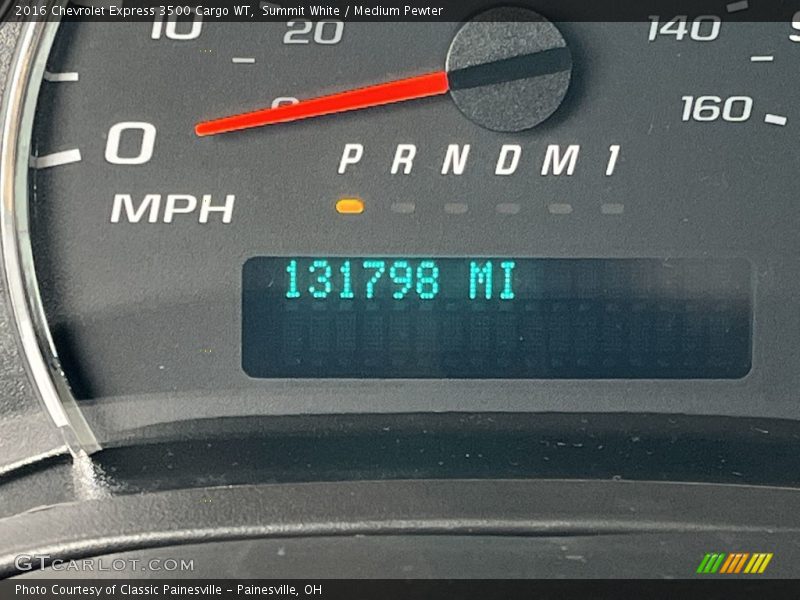 2016 Chevrolet Express 3500 Cargo WT,  Summit White / Medium Pewter
10 20 140
0 160
P R N D M 1
MPH
131798 MI
GTCARLOT.COM
Photo Courtesy of Classic Painesville - Painesville, OH